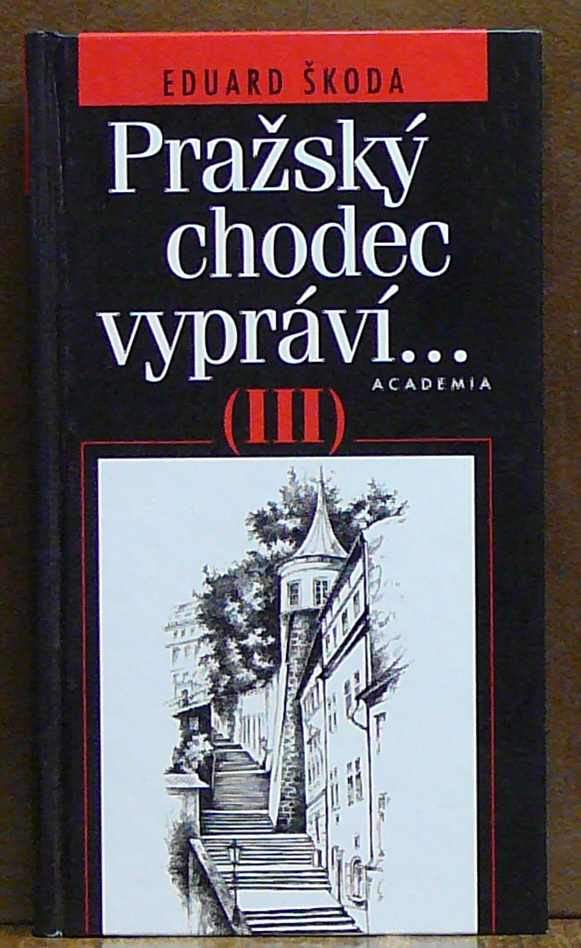 EDUARD ŠKODA
Pražský
chodec
vypráví...
ACADEMIA
(III)